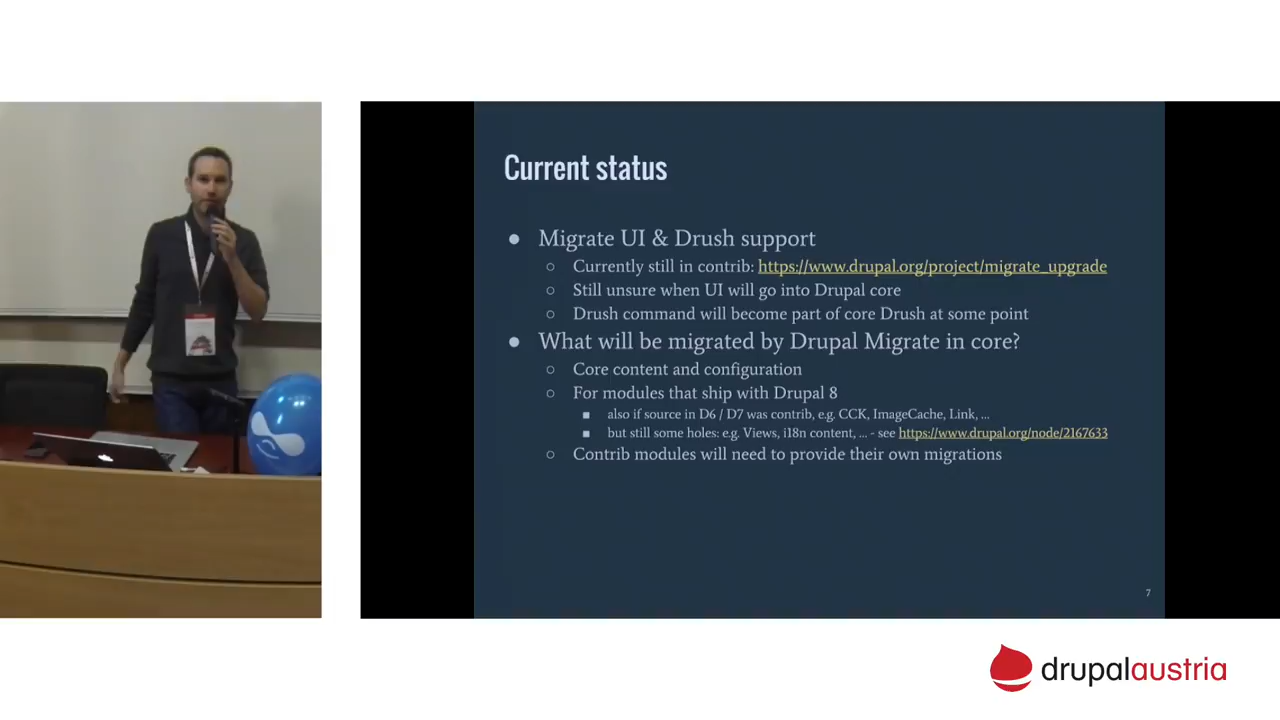 Current status
● Migrate UI & Drush support
○ Currently still in contrib: https://www.drupal.org/project/migrate_upgrade
○ Still unsure when UI will go into Drupal core
○ Drush command will become part of core Drush at some point
● What will be migrated by Drupal Migrate in core?
○ Core content and configuration
○ For modules that ship with Drupal 8
■ also if source in D6 / D7 was contrib, e.g. CCK, ImageCache, Link, ...
■ but still some holes: e.g. Views, i18n content, ... - see https://www.drupal.org/node/2167633
○ Contrib modules will need to provide their own migrations
7
drupalaustria